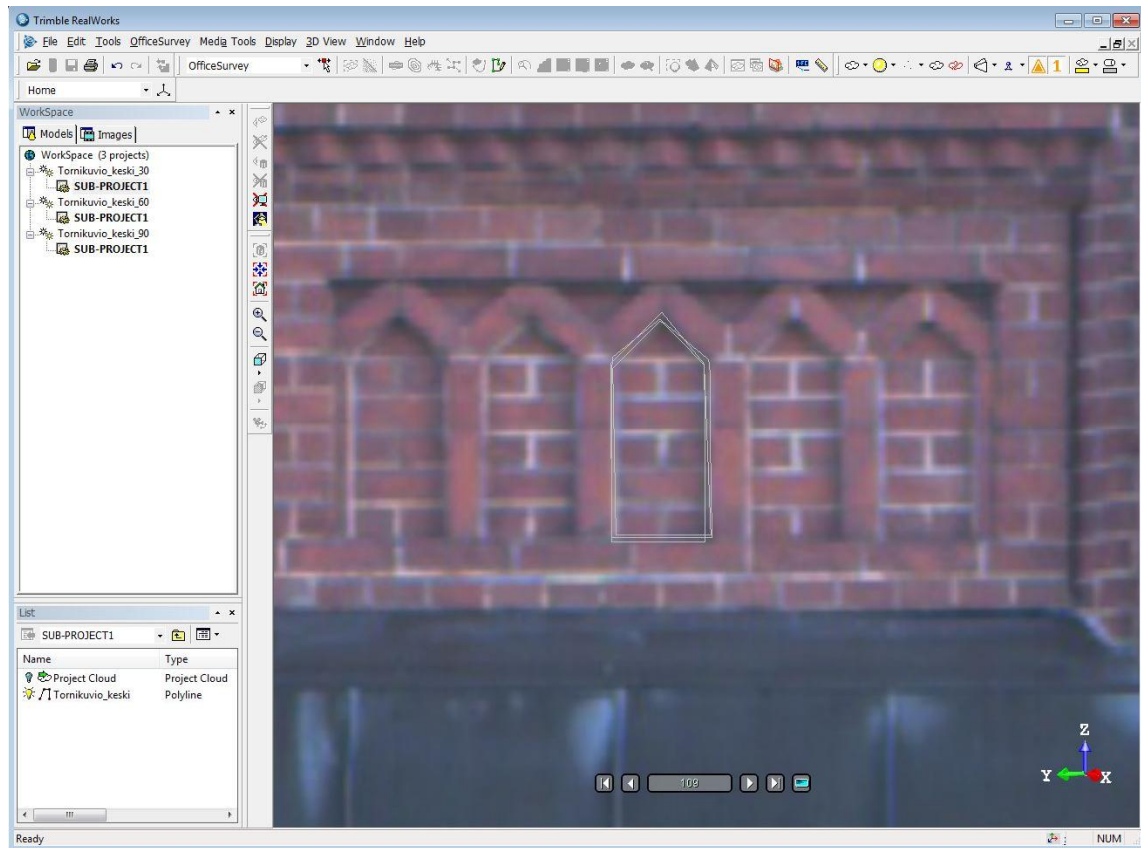 Trimble RealWorks
File Edit Tools OfficeSurvey Media Tools Display 3D View Window Help
OfficeSurvey
1
Home
WorkSpace
Models Images
WorkSpace (3 projects)
Tornikuvio_keski_30
SUB-PROJECT1
Tornikuvio_keski_60
SUB-PROJECT1
Tornikuvio_keski_90
SUB-PROJECT1
List
SUB-PROJECT1
Name Type
Project Cloud Project Cloud
Tornikuvio_keski Polyline
109
Z
Y X
Ready NUM